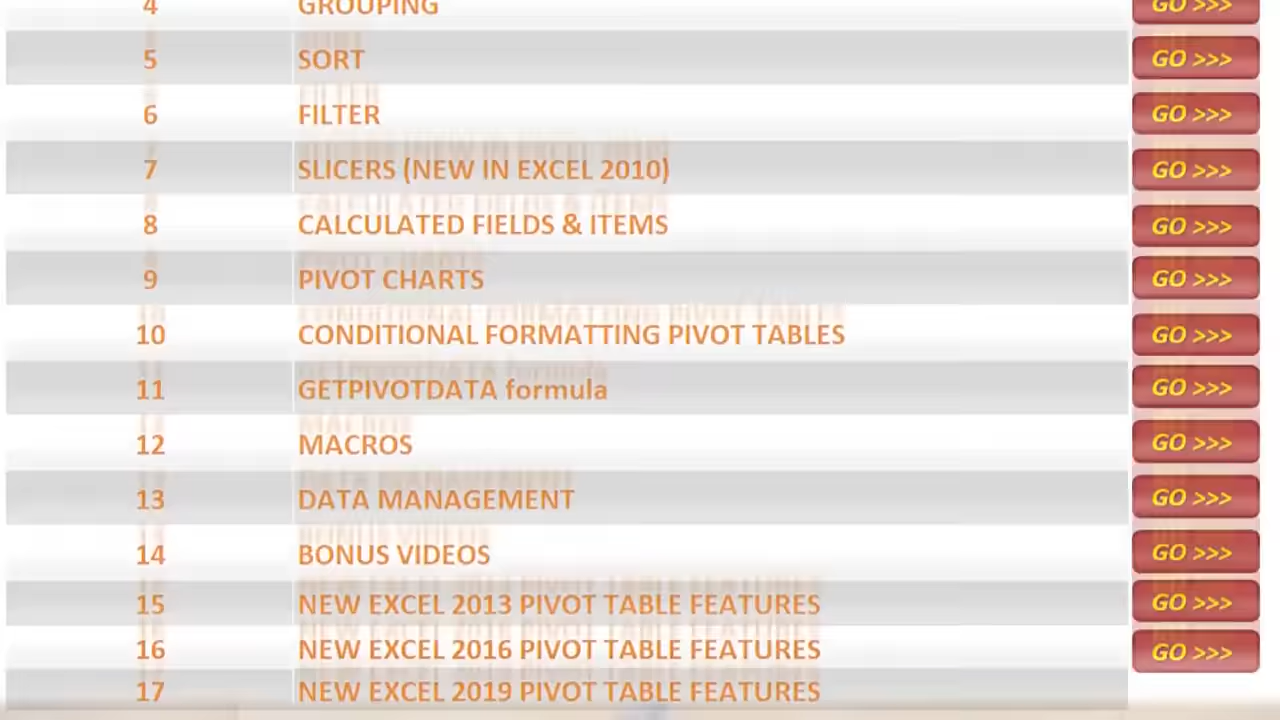 4 GROUPING GO >>>
5 SORT GO >>>
6 FILTER GO >>>
7 SLICERS (NEW IN EXCEL 2010) GO >>>
8 CALCULATED FIELDS & ITEMS GO >>>
9 PIVOT CHARTS GO >>>
10 CONDITIONAL FORMATTING PIVOT TABLES GO >>>
11 GETPIVOTDATA formula GO >>>
12 MACROS GO >>>
13 DATA MANAGEMENT GO >>>
14 BONUS VIDEOS GO >>>
15 NEW EXCEL 2013 PIVOT TABLE FEATURES GO >>>
16 NEW EXCEL 2016 PIVOT TABLE FEATURES GO >>>
17 NEW EXCEL 2019 PIVOT TABLE FEATURES